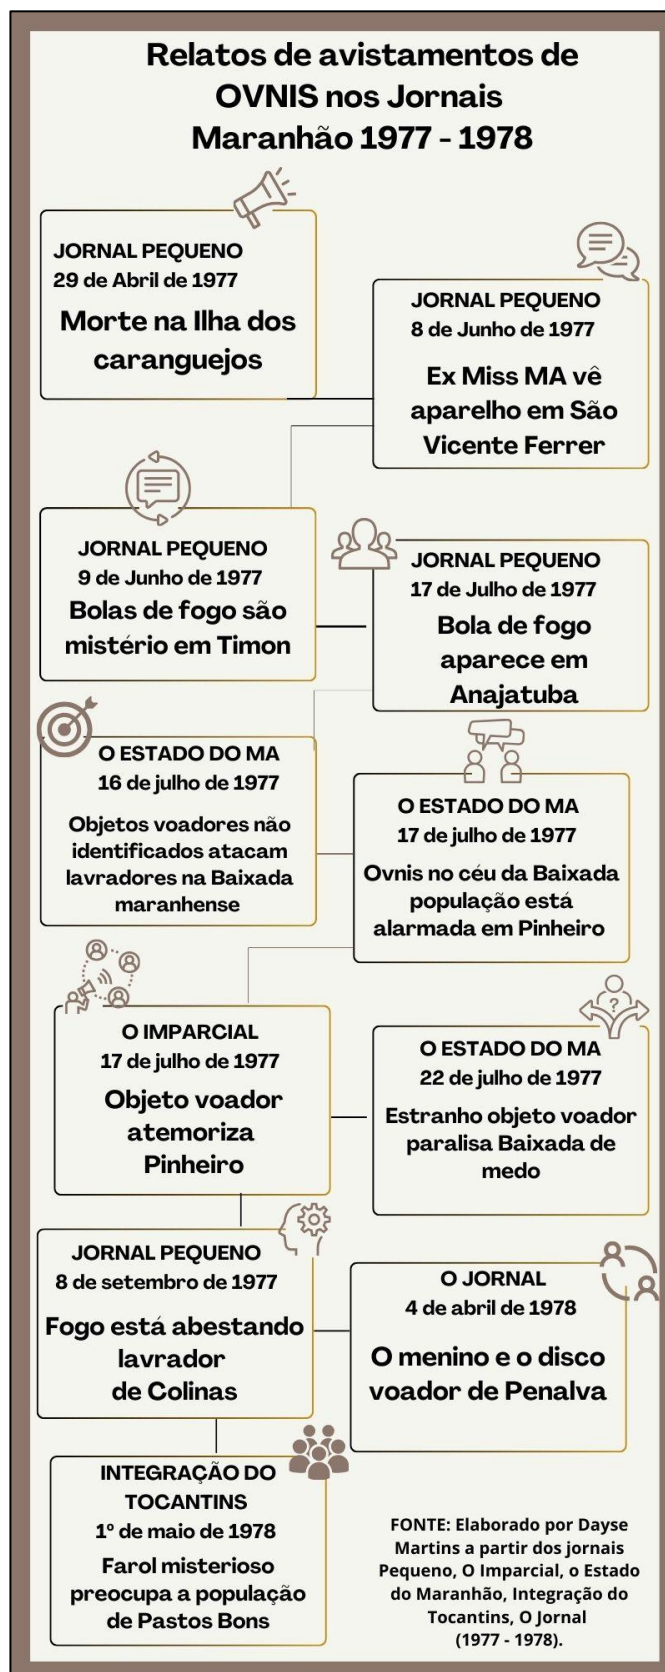 Relatos de avistamentos de
OVNIS nos Jornais
Maranhão 1977 - 1978
JORNAL PEQUENO
29 de Abril de 1977
Morte na Ilha dos
caranguejos
JORNAL PEQUENO
8 de Junho de 1977
Ex Miss MA vê
aparelho em São
Vicente Ferrer
JORNAL PEQUENO
9 de Junho de 1977
Bolas de fogo são
mistério em Timon
JORNAL PEQUENO
17 de Julho de 1977
Bola de fogo
aparece em
Anajatuba
O ESTADO DO MA
16 de julho de 1977
Objetos voadores não
identificados atacam
lavradores na Baixada
maranhense
O ESTADO DO MA
17 de julho de 1977
Ovnis no céu da Baixada
população está
alarmada em Pinheiro
O IMPARCIAL
17 de julho de 1977
Objeto voador
atemoriza
Pinheiro
?
O ESTADO DO MA
22 de julho de 1977
Estranho objeto voador
paralisa Baixada de
medo
JORNAL PEQUENO
8 de setembro de 1977
Fogo está abestando
lavrador
de Colinas
O JORNAL
4 de abril de 1978
O menino e o disco
voador de Penalva
INTEGRAÇÃO DO
TOCANTINS
1º de maio de 1978
Farol misterioso
preocupa a população
de Pastos Bons
FONTE: Elaborado por Dayse
Martins a partir dos jornais
Pequeno, O Imparcial, o Estado
do Maranhão, Integração do
Tocantins, O Jornal
(1977 - 1978).